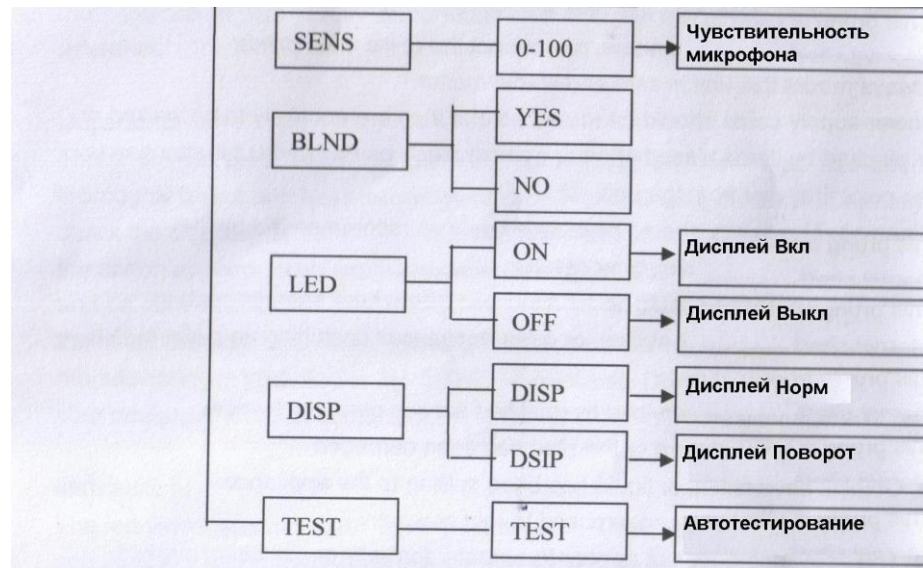 SENS
0-100
Чувствительность
микрофона
BLND
YES
NO
LED
ON
Дисплей Вкл
OFF
Дисплей Выкл
DISP
DISP
Дисплей Норм
DSIP
Дисплей Поворот
TEST
TEST
Автотестирование